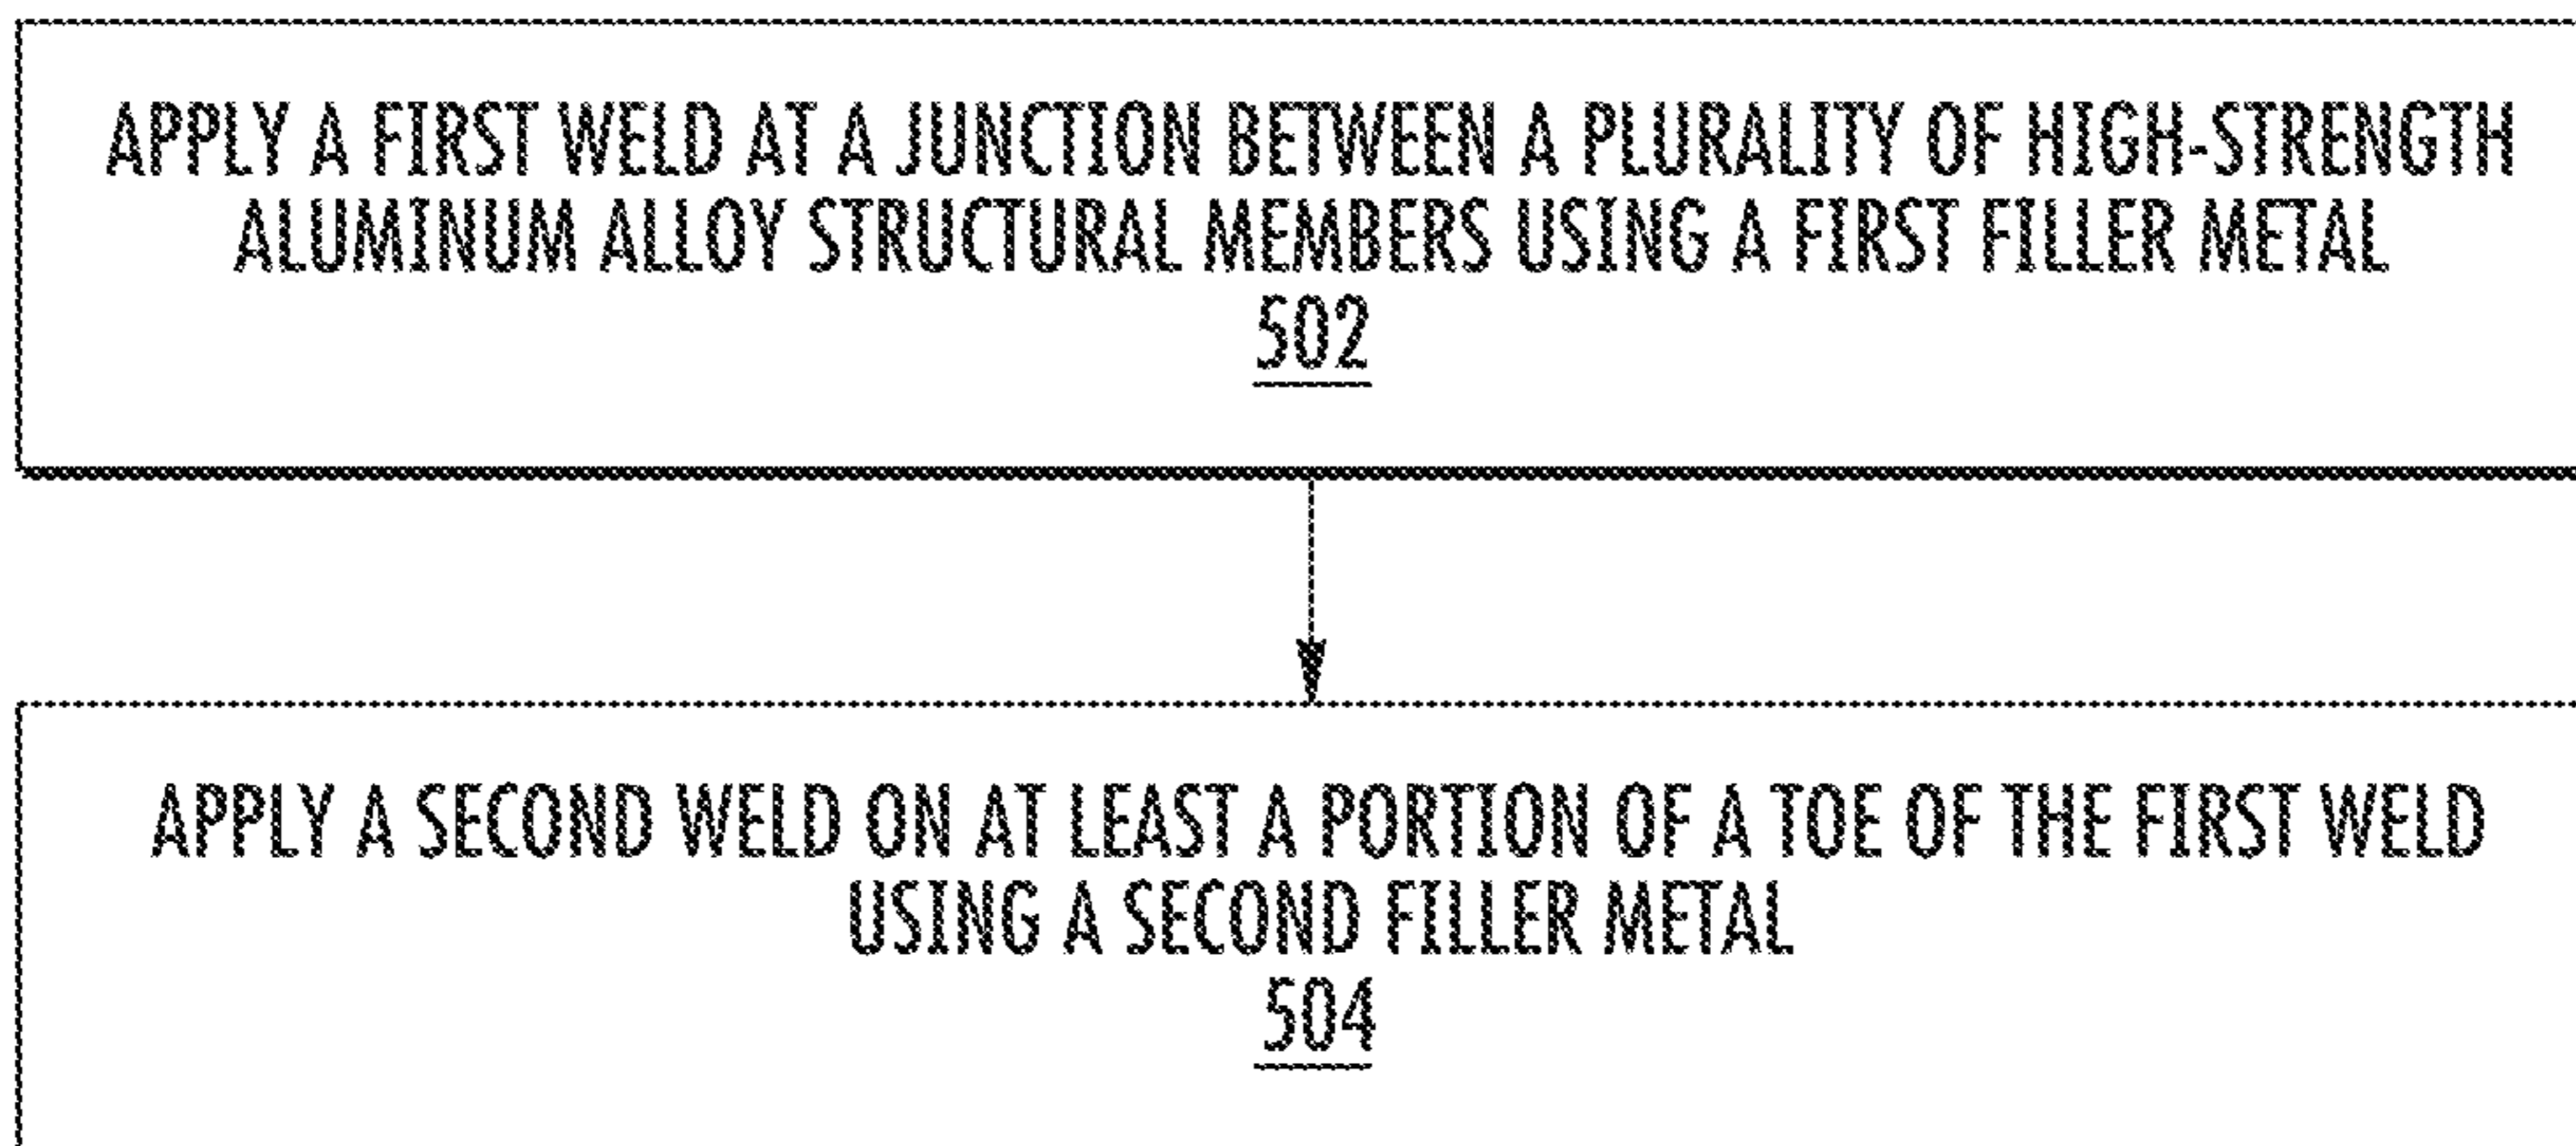 APPLY A FIRST WELD AT A JUNCTION BETWEEN A PLURALITY OF HIGH-STRENGTH
ALUMINUM ALLOY STRUCTURAL MEMBERS USING A FIRST FILLER METAL
502
APPLY A SECOND WELD ON AT LEAST A PORTION OF A TOE OF THE FIRST WELD
USING A SECOND FILLER METAL
504